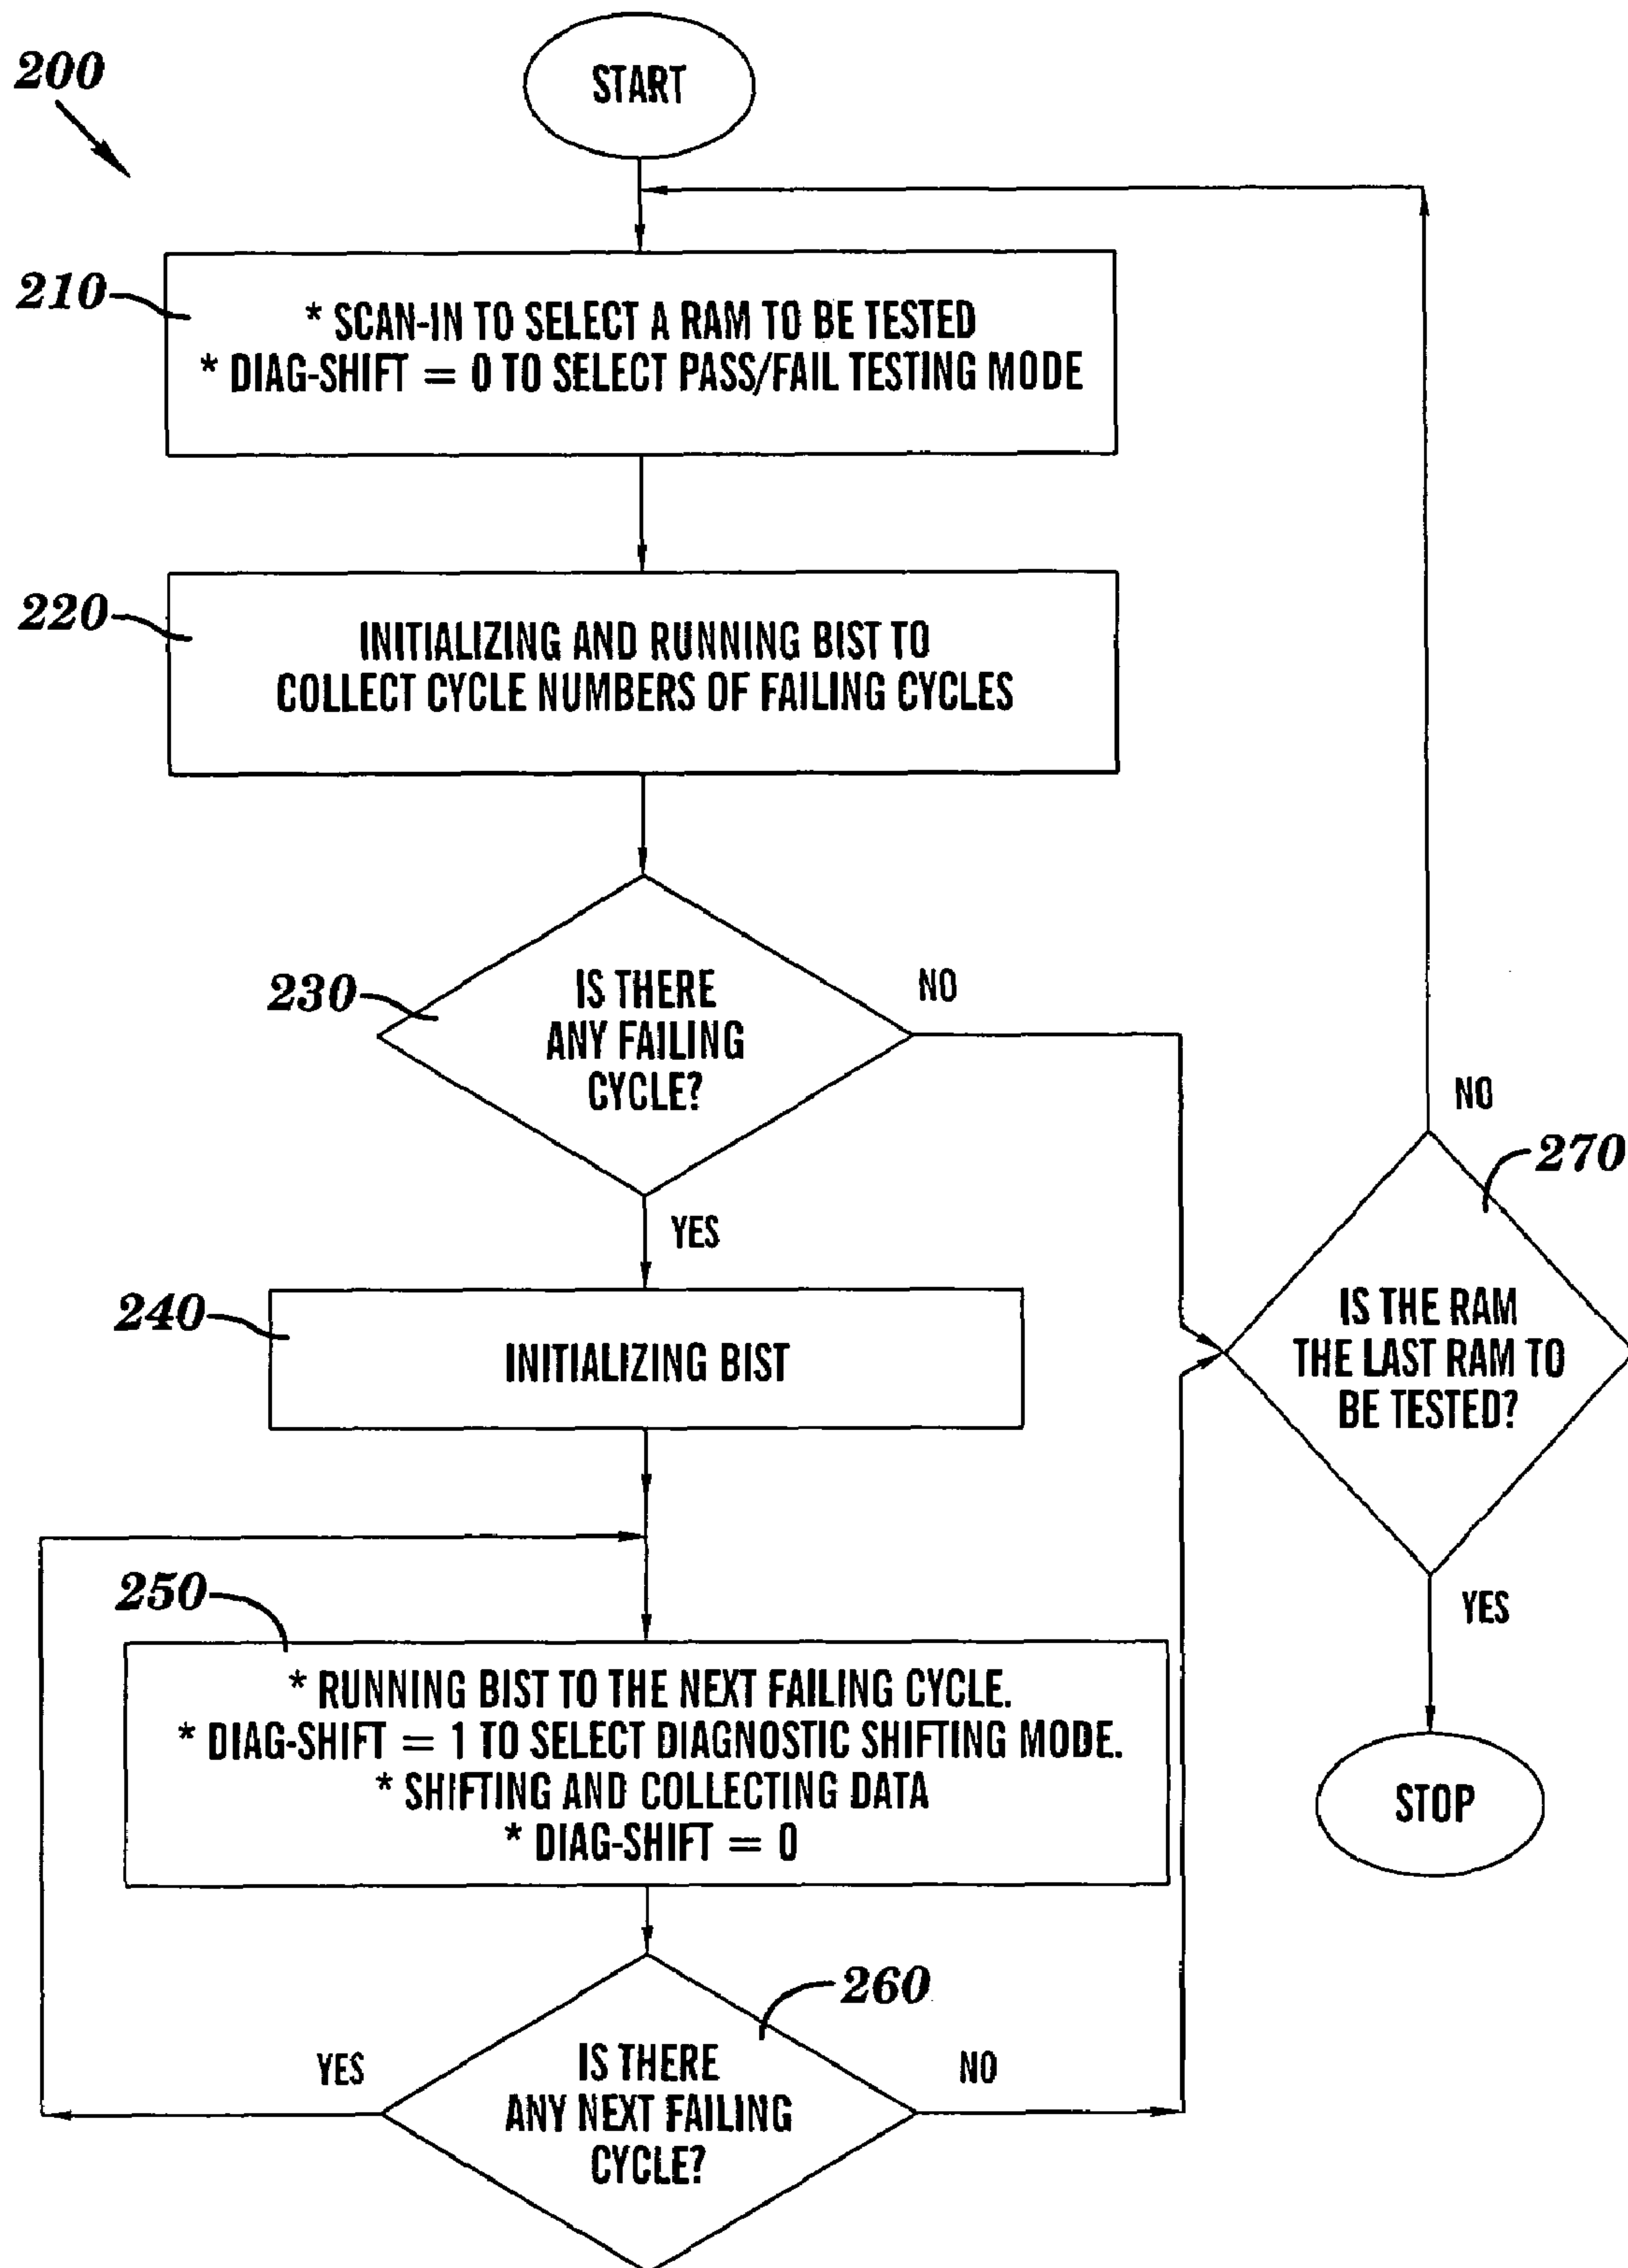 200
START
210
* SCAN-IN TO SELECT A RAM TO BE TESTED
* DIAG-SHIFT = 0 TO SELECT PASS/FAIL TESTING MODE
220
INITIALIZING AND RUNNING BIST TO
COLLECT CYCLE NUMBERS OF FAILING CYCLES
230
IS THERE
ANY FAILING
CYCLE?
NO
YES
240
INITIALIZING BIST
250
* RUNNING BIST TO THE NEXT FAILING CYCLE.
* DIAG-SHIFT = 1 TO SELECT DIAGNOSTIC SHIFTING MODE.
* SHIFTING AND COLLECTING DATA
* DIAG-SHIFT = 0
260
IS THERE
ANY NEXT FAILING
CYCLE?
YES
NO
270
IS THE RAM
THE LAST RAM TO
BE TESTED?
NO
YES
STOP